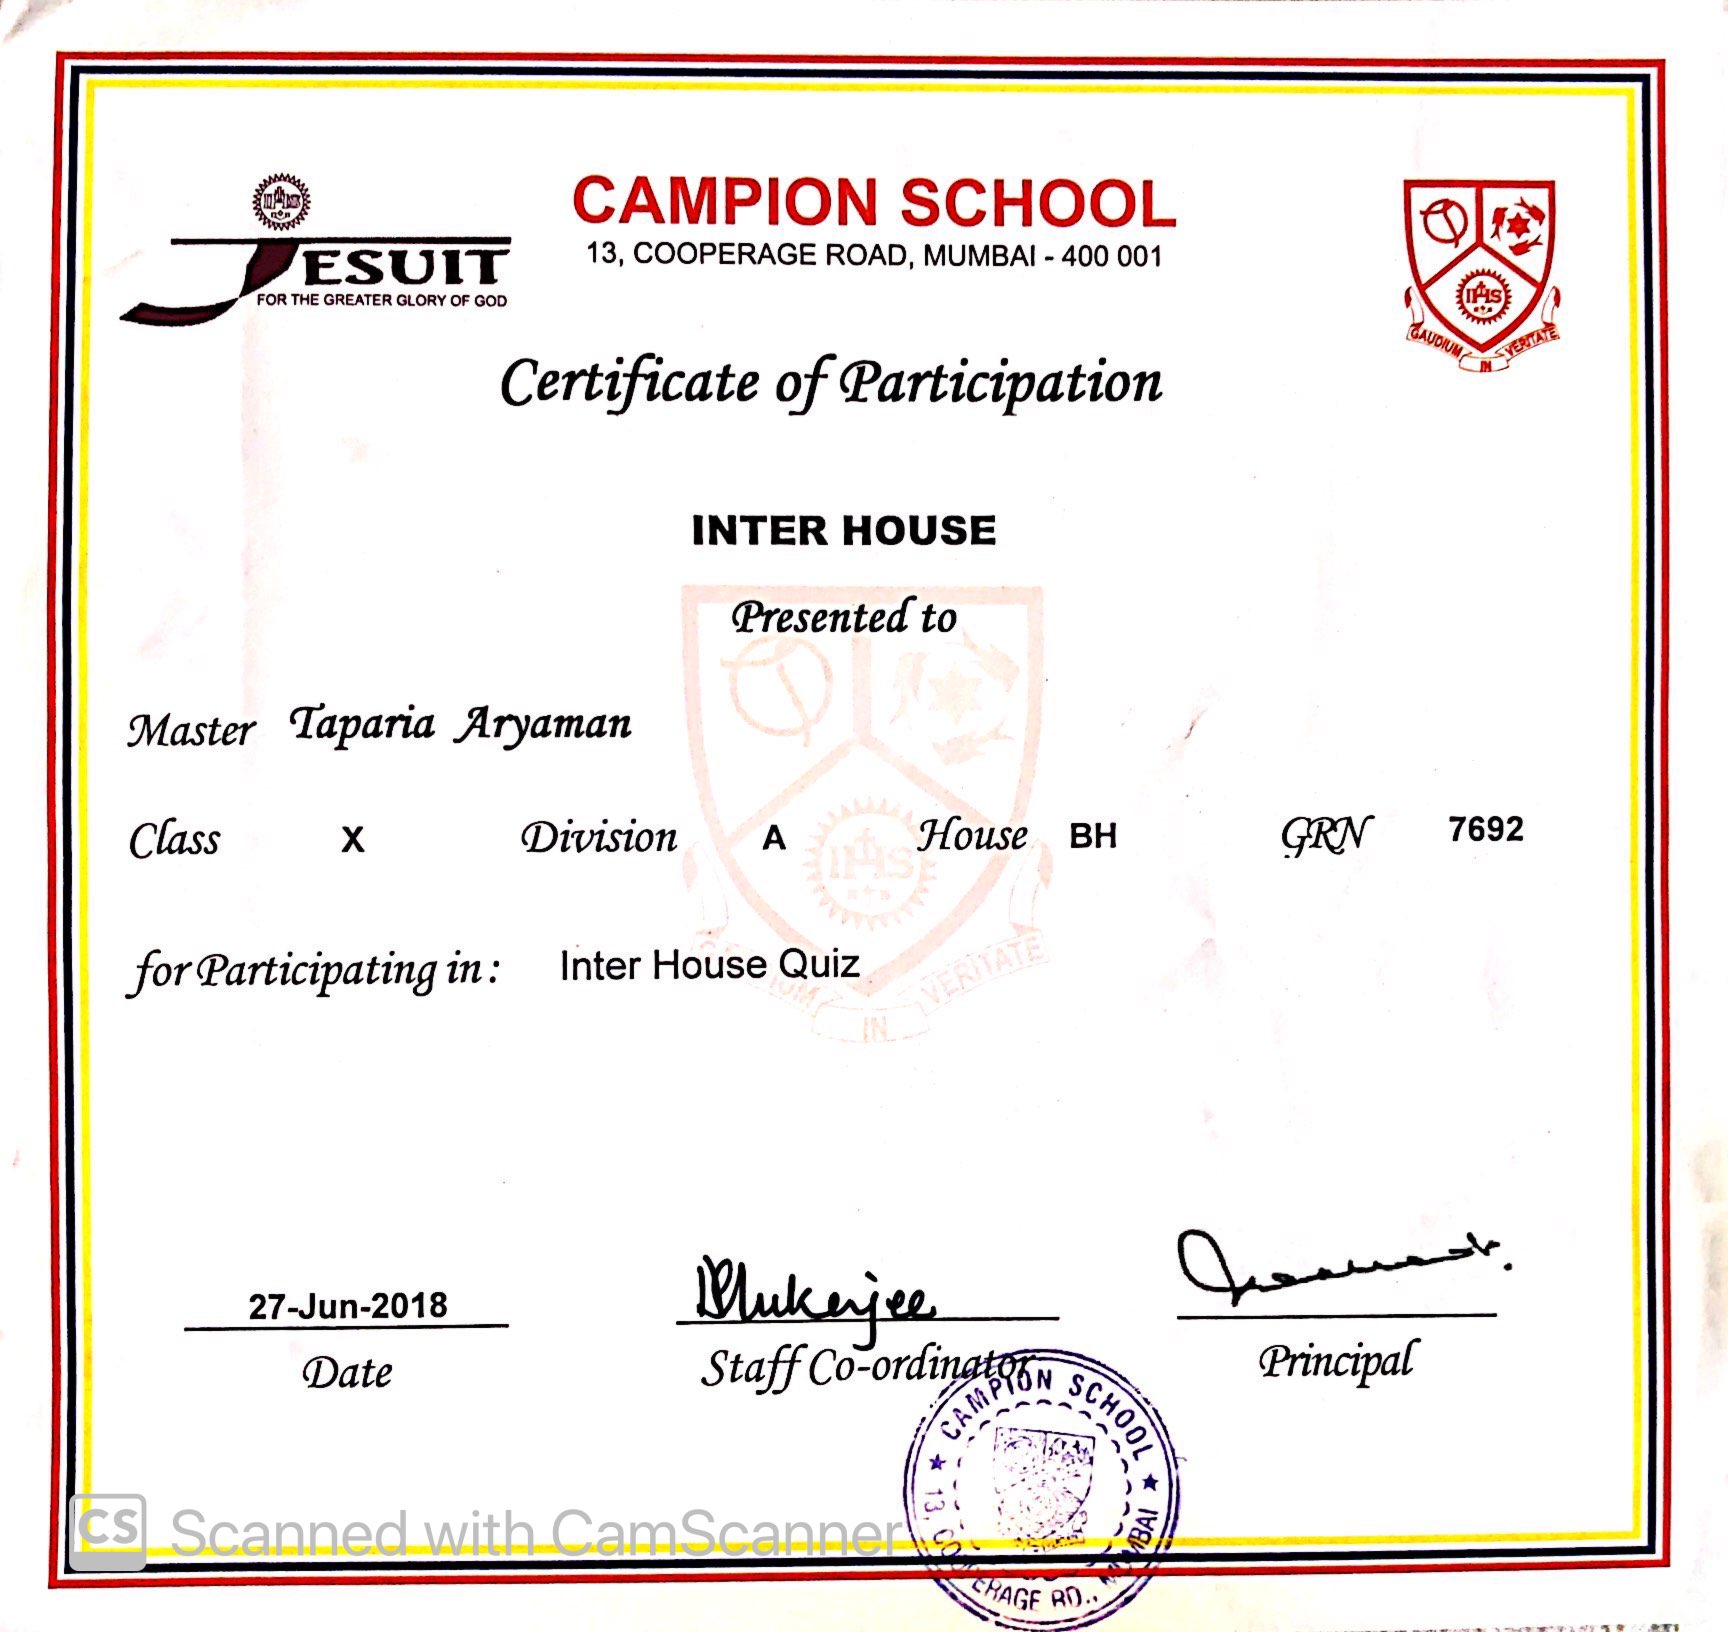 JESUIT
FOR THE GREATER GLORY OF GOD
CAMPION SCHOOL
13, COOPERAGE ROAD, MUMBAI - 400 001
IHS
GAUDIUM IN VERITATE
Certificate of Participation
INTER HOUSE
Presented to
Master Taparia Aryaman
Class X Division A House BH GRN 7692
for Participating in: Inter House Quiz
IHS
GAUDIUM IN VERITATE
27-Jun-2018 Mukerjee
Date Staff Co-ordinator Principal
CAMPION SCHOOL ★ 13, COOPERAGE RD., MUMBAI ★
CS Scanned with CamScanner